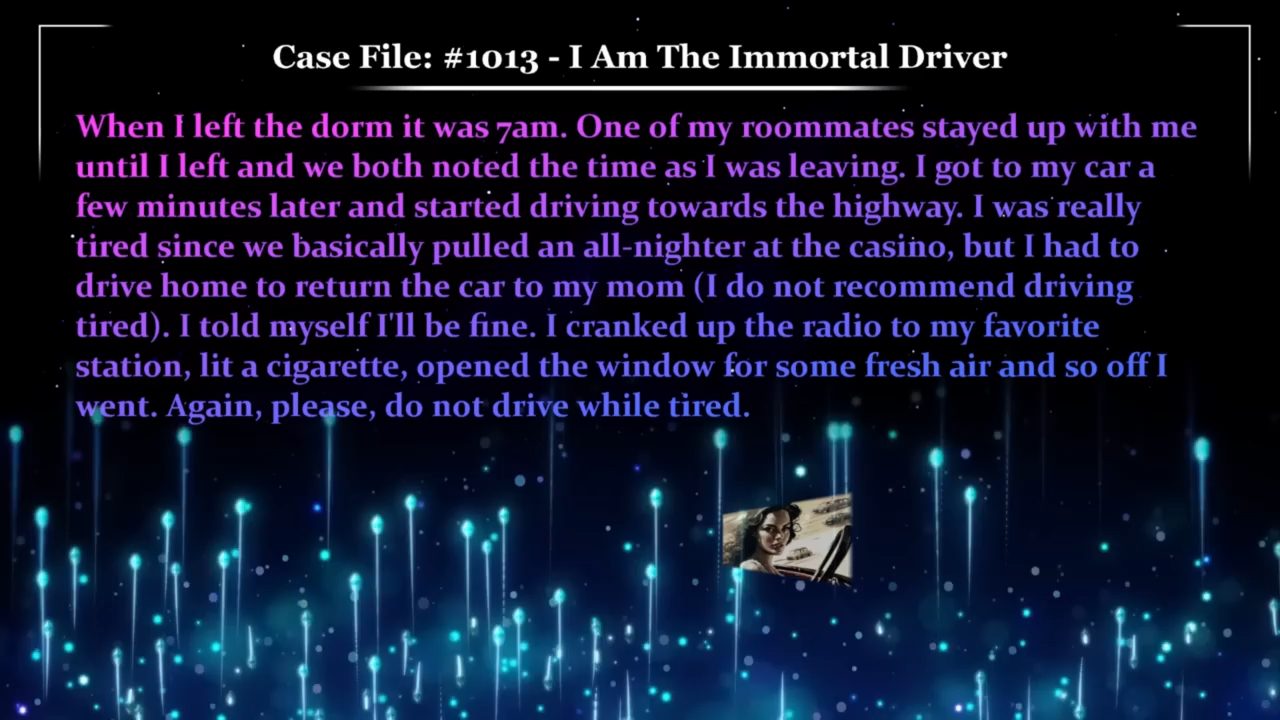 Case File: #1013 - I Am The Immortal Driver
When I left the dorm it was 7am. One of my roommates stayed up with me
until I left and we both noted the time as I was leaving. I got to my car a
few minutes later and started driving towards the highway. I was really
tired since we basically pulled an all-nighter at the casino, but I had to
drive home to return the car to my mom (I do not recommend driving
tired). I told myself I'll be fine. I cranked up the radio to my favorite
station, lit a cigarette, opened the window for some fresh air and so off I
went. Again, please, do not drive while tired.